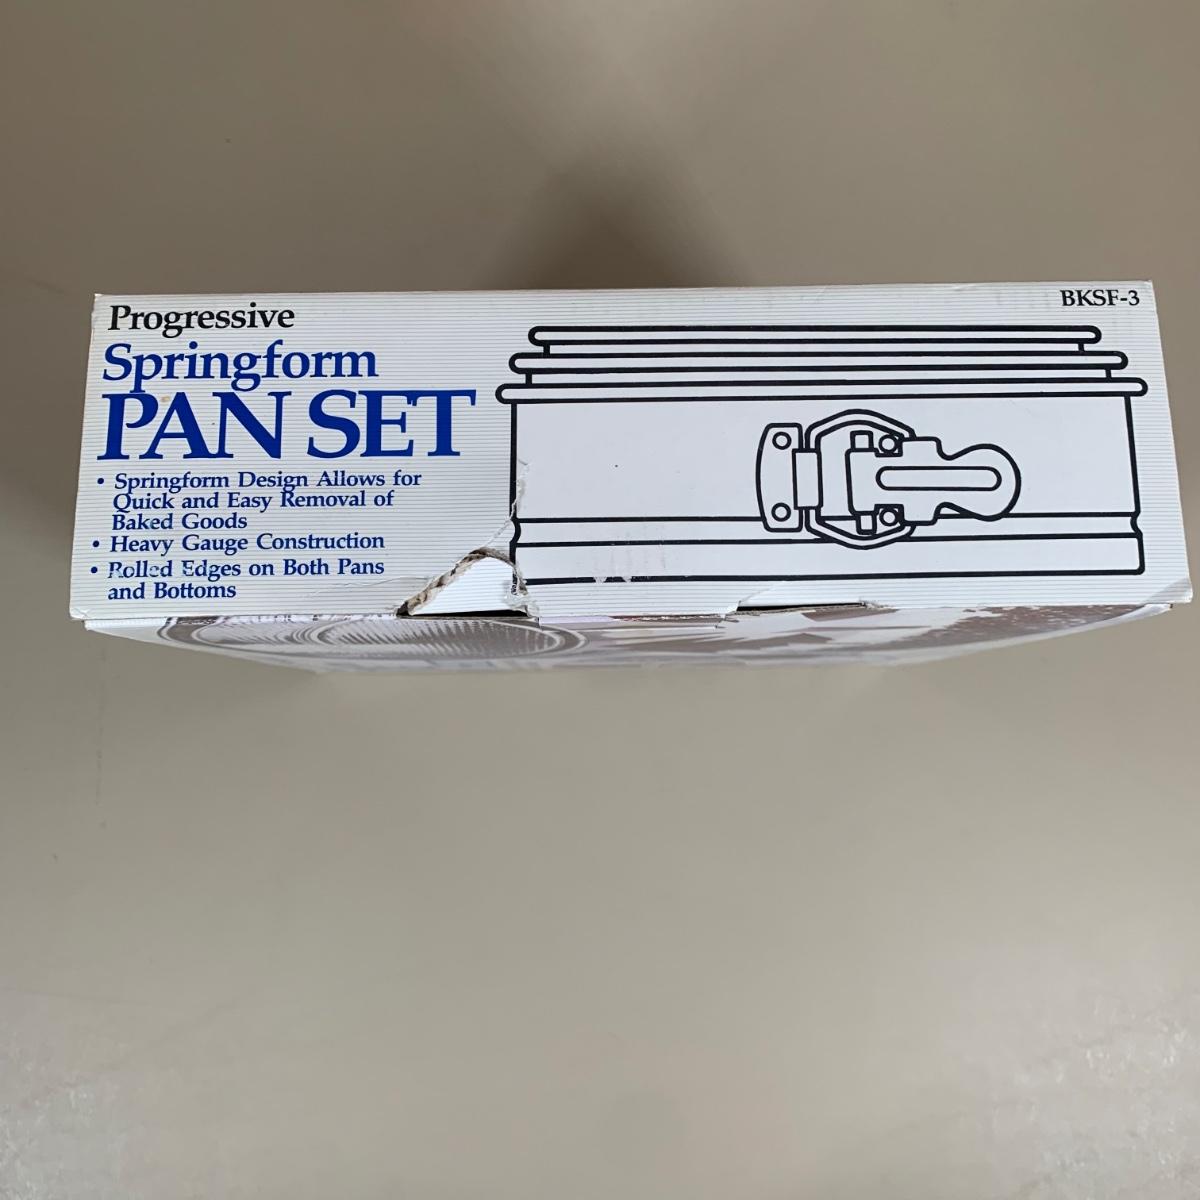 Progressive
BKSF-3
Springform
PAN SET
• Springform Design Allows for
Quick and Easy Removal of
Baked Goods
• Heavy Gauge Construction
• Rolled Edges on Both Pans
and Bottoms